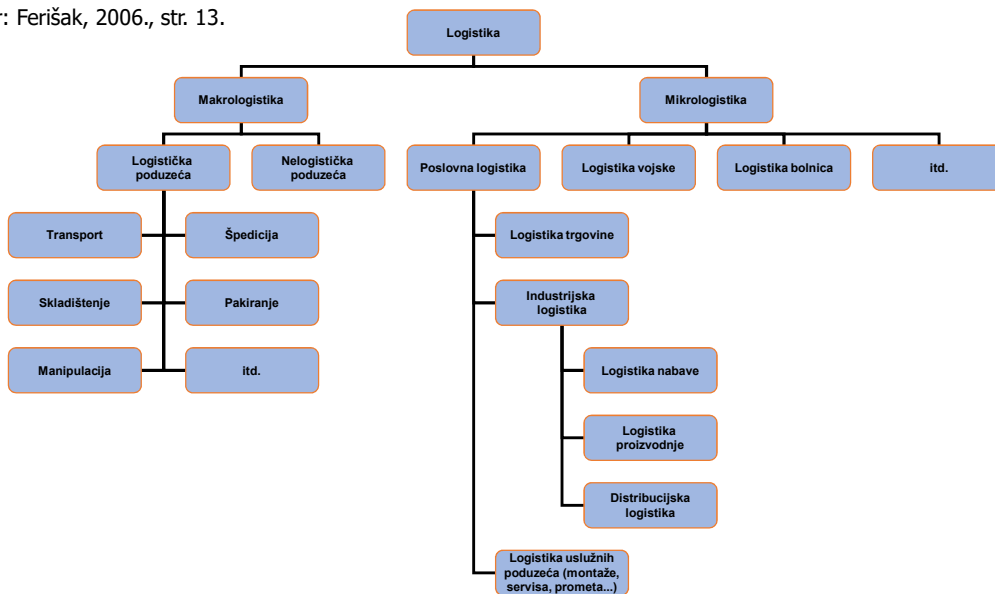 r: Ferišak, 2006., str. 13.
Logistika
Makrologistika
Mikrologistika
Logistička
poduzeća
Nelogistička
poduzeća
Poslovna logistika
Logistika vojske
Logistika bolnica
itd.
Transport
Špedicija
Logistika trgovine
Skladištenje
Pakiranje
Industrijska
logistika
Manipulacija
itd.
Logistika nabave
Logistika
proizvodnje
Distribucijska
logistika
Logistika uslužnih
poduzeća (montaže,
servisa, prometa...)